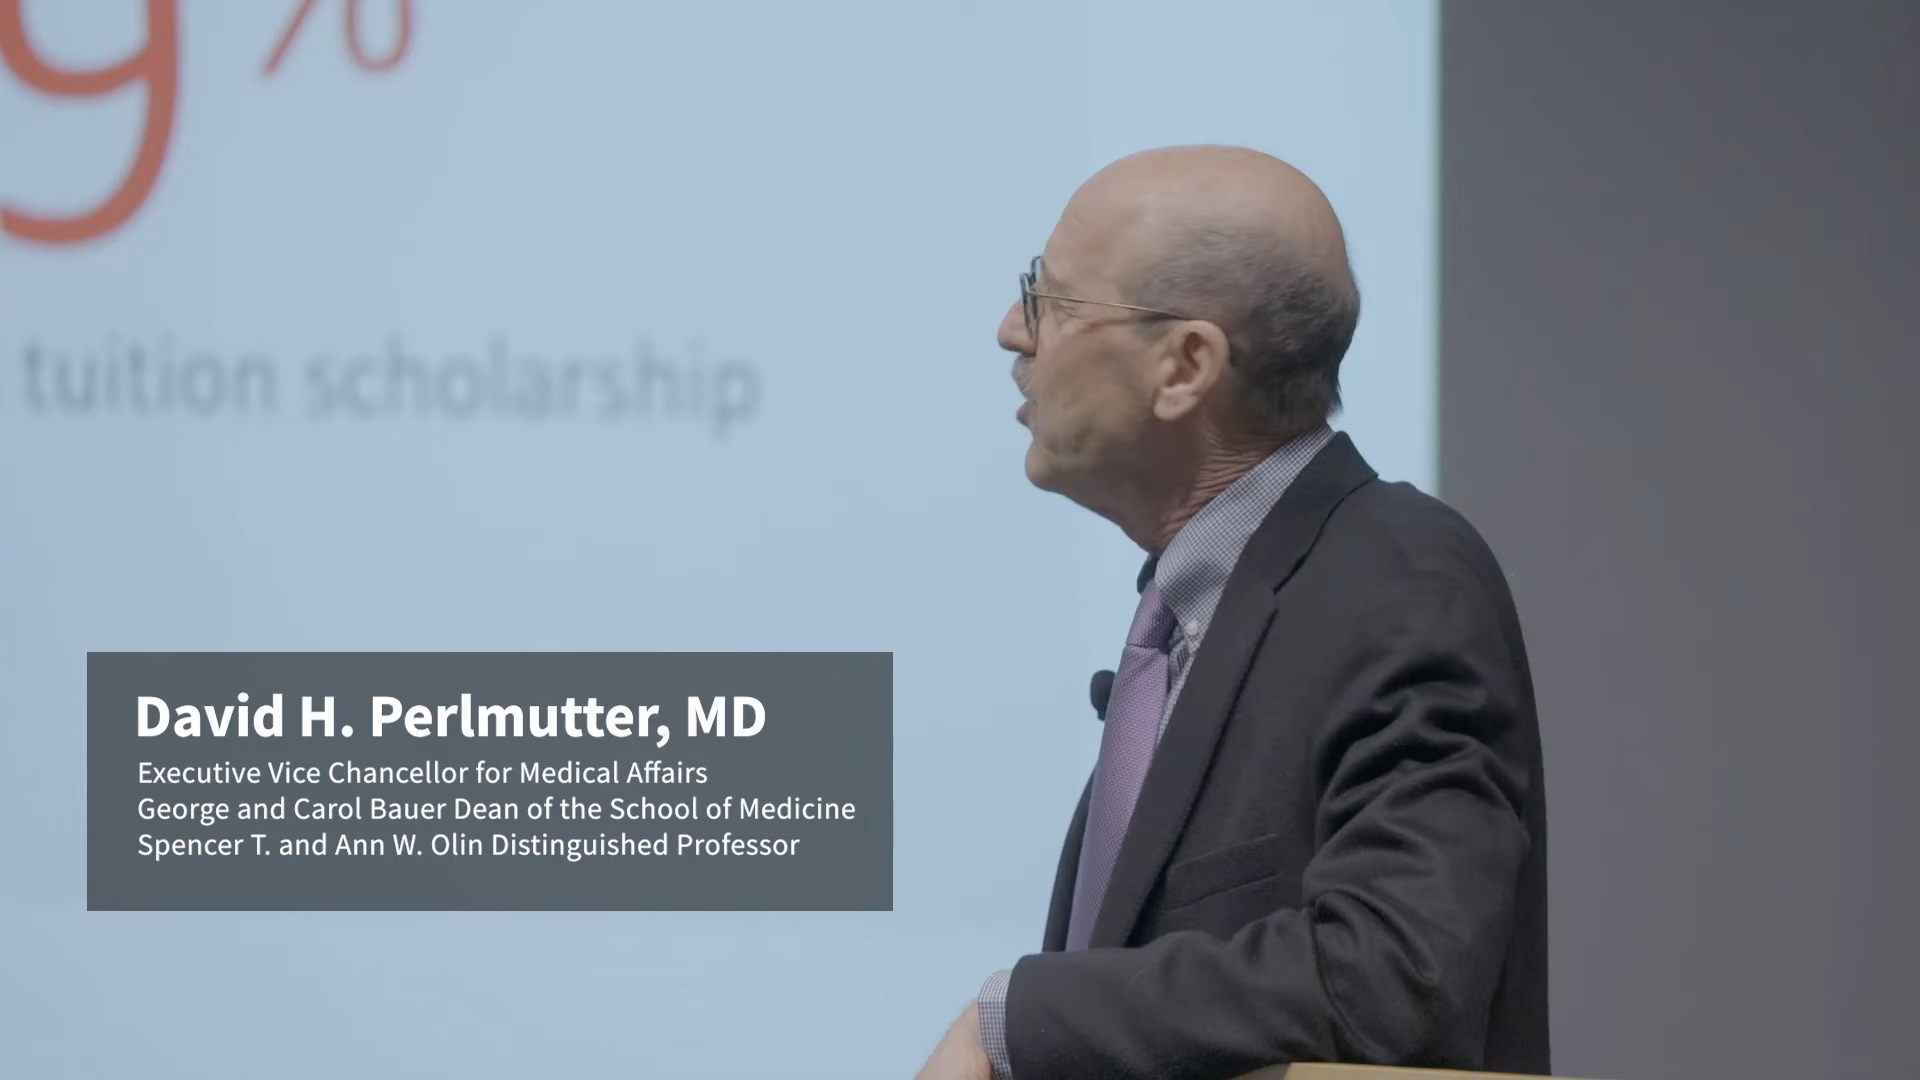 9%
tuition scholarship
David H. Perlmutter, MD
Executive Vice Chancellor for Medical Affairs
George and Carol Bauer Dean of the School of Medicine
Spencer T. and Ann W. Olin Distinguished Professor